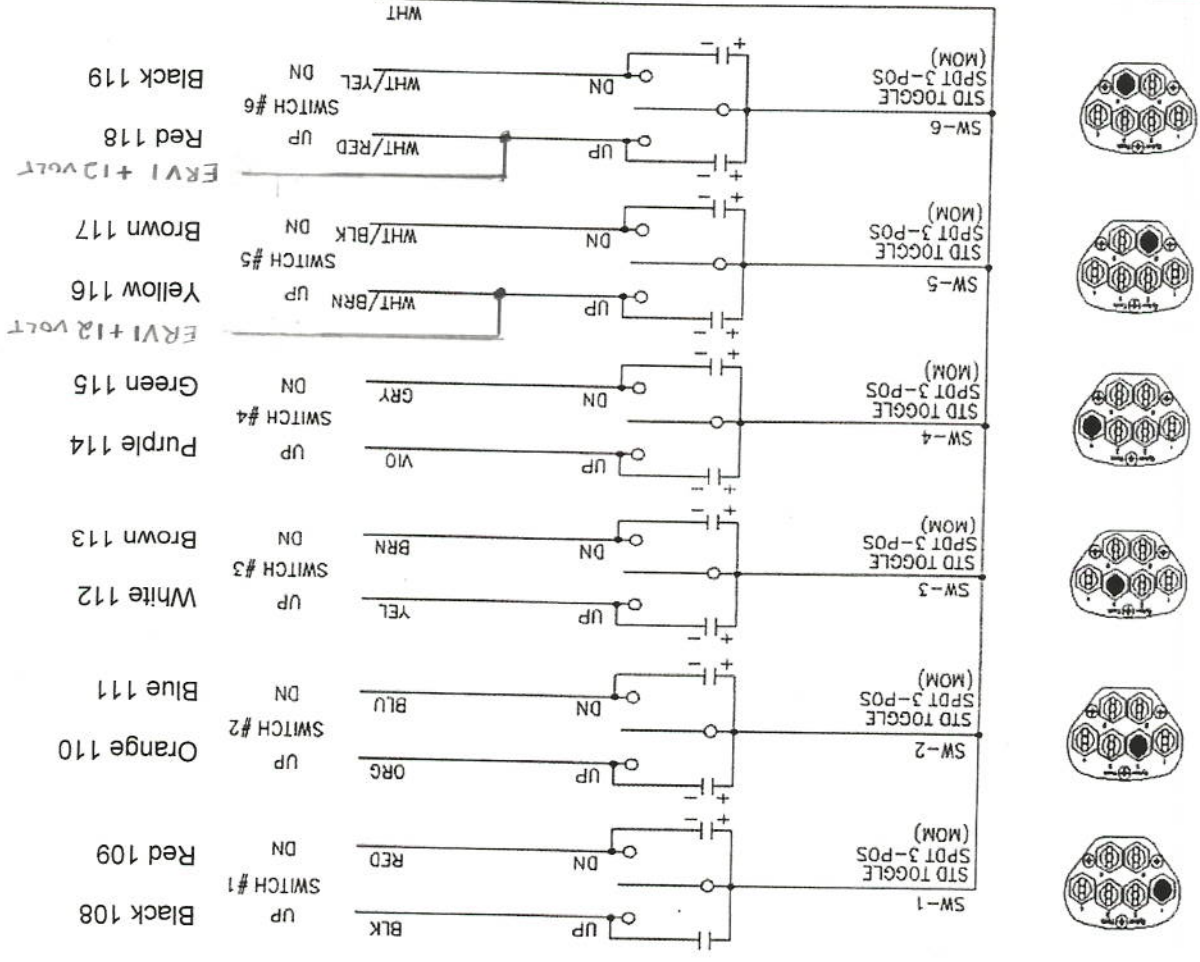 UP BLK UP Black 108
SW-1
STD TOGGLE
SPDT 3-POS
(MOM)
SWITCH #1
DN RED DN Red 109
UP ORG UP Orange 110
SW-2
STD TOGGLE
SPDT 3-POS
(MOM)
SWITCH #2
DN BLU DN Blue 111
UP YEL UP White 112
SW-3
STD TOGGLE
SPDT 3-POS
(MOM)
SWITCH #3
DN BRN DN Brown 113
UP VIO UP Purple 114
SW-4
STD TOGGLE
SPDT 3-POS
(MOM)
SWITCH #4
DN GRY DN Green 115
ERV1 +12 VOLT
UP WHT/BRN UP Yellow 116
SW-5
STD TOGGLE
SPDT 3-POS
(MOM)
SWITCH #5
DN WHT/BLK DN Brown 117
ERV1 +12 VOLT
UP WHT/RED UP Red 118
SW-6
STD TOGGLE
SPDT 3-POS
(MOM)
SWITCH #6
DN WHT/YEL DN Black 119
WHT